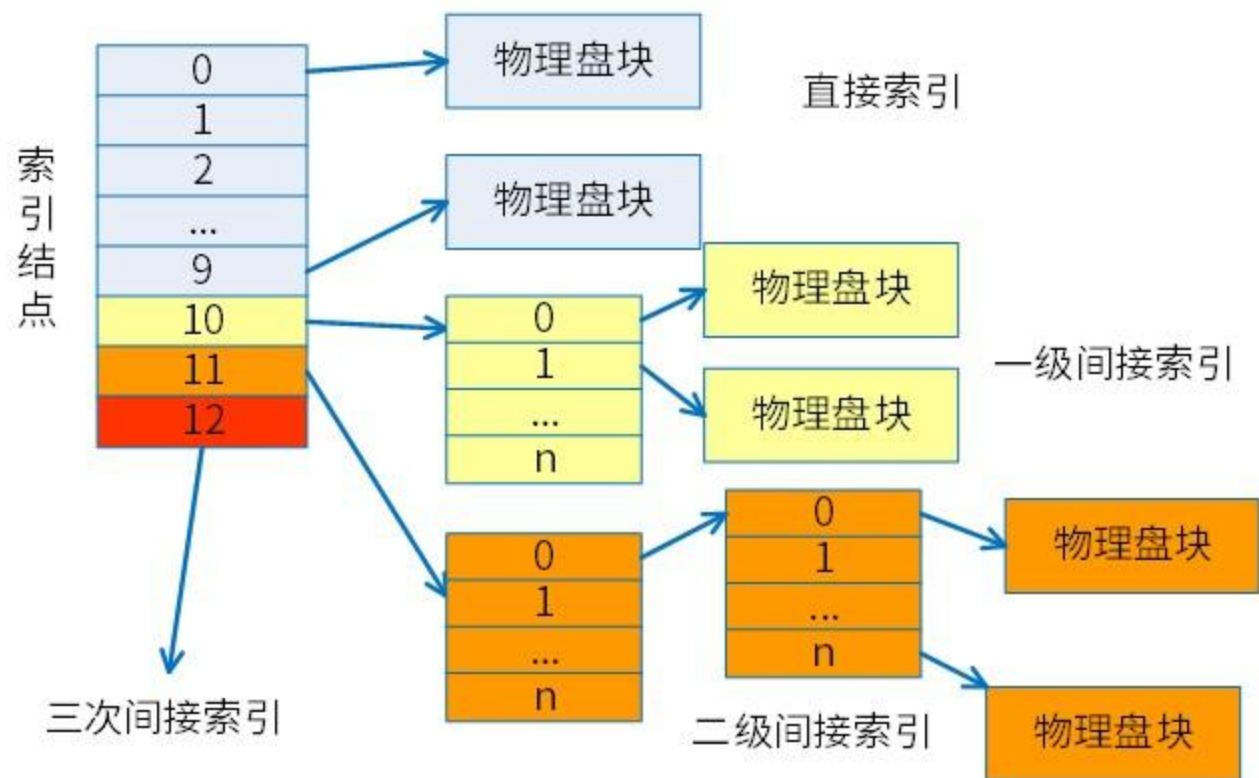 索引结点
0
1
2
...
9
10
11
12
物理盘块
直接索引
物理盘块
0
1
...
n
物理盘块
物理盘块
一级间接索引
0
1
...
n
0
1
...
n
物理盘块
物理盘块
二级间接索引
三次间接索引